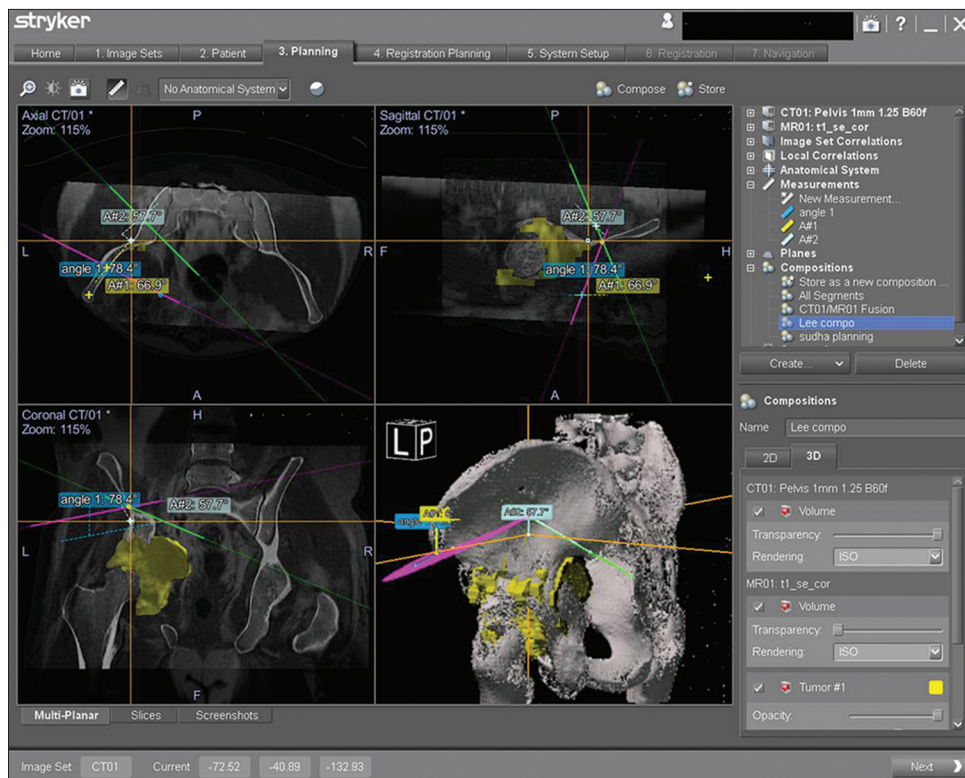 stryker
?
Home 1. Image Sets 2. Patient 3. Planning 4. Registration Planning 5. System Setup 6. Registration 7. Navigation
No Anatomical System Compose Store
Axial CT/01 *
Zoom: 115%
P
A#2: 57.7°
L
R
angle 1: 78.4°
A#1: 66.9°
A
Sagittal CT/01 *
Zoom: 115%
P
A#2: 57.7°
F
H
angle 1: 78.4°
A#1: 66.9°
A
CT01: Pelvis 1mm 1.25 B60f
MR01: t1_se_cor
Image Set Correlations
Local Correlations
Anatomical System
Measurements
New Measurement...
angle 1
A#1
A#2
Planes
Compositions
Store as a new composition ...
All Segments
CT01/MR01 Fusion
Lee compo
sudha planning
Create... Delete
Coronal CT/01 *
Zoom: 115%
H
angle 1: 78.4°
A#2: 57.7°
L
R
F
L P
angle
A#2: 57.7°
Compositions
Name Lee compo
2D 3D
CT01: Pelvis 1mm 1.25 B60f
Volume
Transparency:
Rendering: ISO
MR01: t1_se_cor
Volume
Transparency:
Rendering: ISO
Tumor #1
Opacity:
Multi-Planar Slices Screenshots
Image Set CT01 Current -72.52 -40.89 -132.93 Next